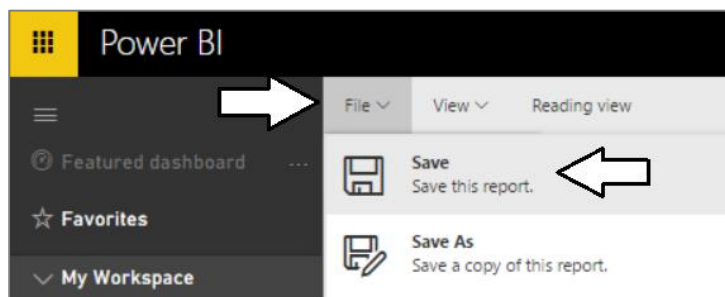 Power BI
File View Reading view
Featured dashboard ...
Favorites
My Workspace
Save
Save this report.
Save As
Save a copy of this report.